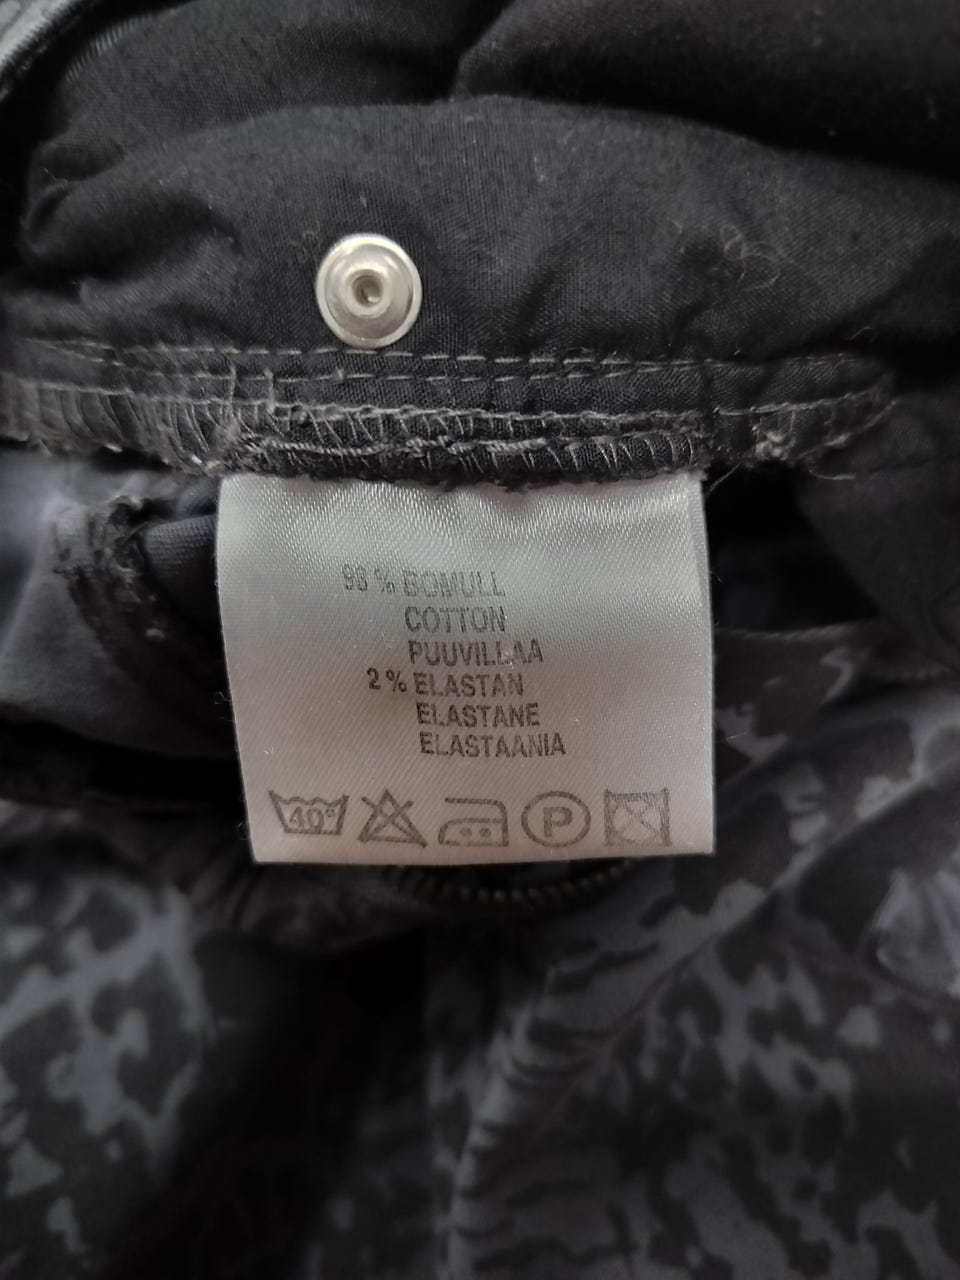 98 % BOMULL
COTTON
PUUVILLAA
2 % ELASTAN
ELASTANE
ELASTAANIA
40° P